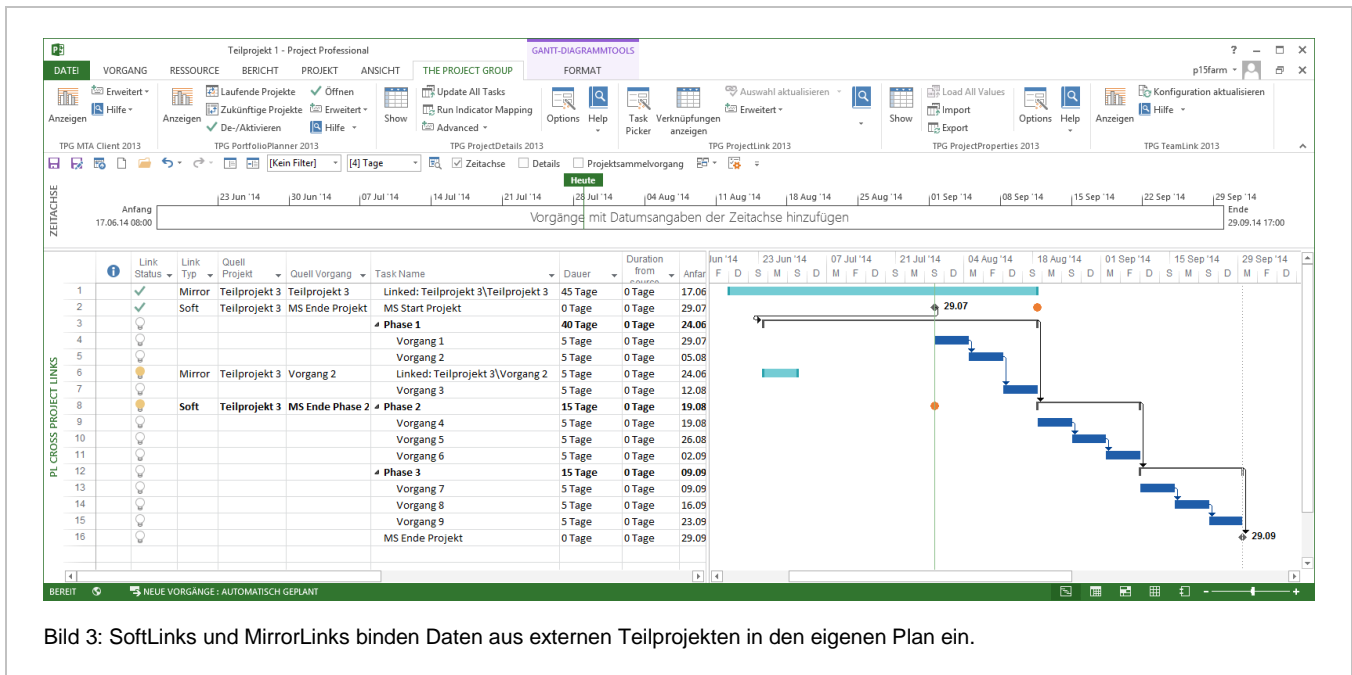 Teilprojekt 1 - Project Professional
GANTT-DIAGRAMMTOOLS
?
DATEI VORGANG RESSOURCE BERICHT PROJEKT ANSICHT THE PROJECT GROUP FORMAT p15farm
Erweitert Laufende Projekte Öffnen Update All Tasks Auswahl aktualisieren Load All Values Konfiguration aktualisieren
Hilfe Zukünftige Projekte Erweitert Run Indicator Mapping Erweitert Import Hilfe
Anzeigen Anzeigen De-/Aktivieren Hilfe Show Advanced Options Help Task Picker Verknüpfungen anzeigen Show Export Options Help Anzeigen
TPG MTA Client 2013 TPG PortfolioPlanner 2013 TPG ProjectDetails 2013 TPG ProjectLink 2013 TPG ProjectProperties 2013 TPG TeamLink 2013
[Kein Filter] [4] Tage Zeitachse Details Projektsammelvorgang
Heute
23 Jun '14 30 Jun '14 07 Jul '14 14 Jul '14 21 Jul '14 28 Jul '14 04 Aug '14 11 Aug '14 18 Aug '14 25 Aug '14 01 Sep '14 08 Sep '14 15 Sep '14 22 Sep '14 29 Sep '14
ZEITACHSE
Anfang
17.06.14 08:00
Vorgänge mit Datumsangaben der Zeitachse hinzufügen
Ende
29.09.14 17:00
Link Status Link Typ Quell Projekt Quell Vorgang Task Name Dauer Duration from Anfar
Jun '14 23 Jun '14 07 Jul '14 21 Jul '14 04 Aug '14 18 Aug '14 01 Sep '14 15 Sep '14 29 Sep '14
F D S M S D M F D S M S D M F D S M S D M F D
1 Mirror Teilprojekt 3 Teilprojekt 3 Linked: Teilprojekt 3\Teilprojekt 3 45 Tage 0 Tage 17.06
2 Soft Teilprojekt 3 MS Ende Projekt MS Start Projekt 0 Tage 0 Tage 29.07 29.07
3 Phase 1 40 Tage 0 Tage 24.06
4 Vorgang 1 5 Tage 0 Tage 29.07
5 Vorgang 2 5 Tage 0 Tage 05.08
6 Mirror Teilprojekt 3 Vorgang 2 Linked: Teilprojekt 3\Vorgang 2 5 Tage 0 Tage 24.06
7 Vorgang 3 5 Tage 0 Tage 12.08
8 Soft Teilprojekt 3 MS Ende Phase 2 Phase 2 15 Tage 0 Tage 19.08
9 Vorgang 4 5 Tage 0 Tage 19.08
10 Vorgang 5 5 Tage 0 Tage 26.08
11 Vorgang 6 5 Tage 0 Tage 02.09
12 Phase 3 15 Tage 0 Tage 09.09
13 Vorgang 7 5 Tage 0 Tage 09.09
14 Vorgang 8 5 Tage 0 Tage 16.09
15 Vorgang 9 5 Tage 0 Tage 23.09
16 MS Ende Projekt 0 Tage 0 Tage 29.09 29.09
PL CROSS PROJECT LINKS
BEREIT NEUE VORGÄNGE : AUTOMATISCH GEPLANT
Bild 3: SoftLinks und MirrorLinks binden Daten aus externen Teilprojekten in den eigenen Plan ein.